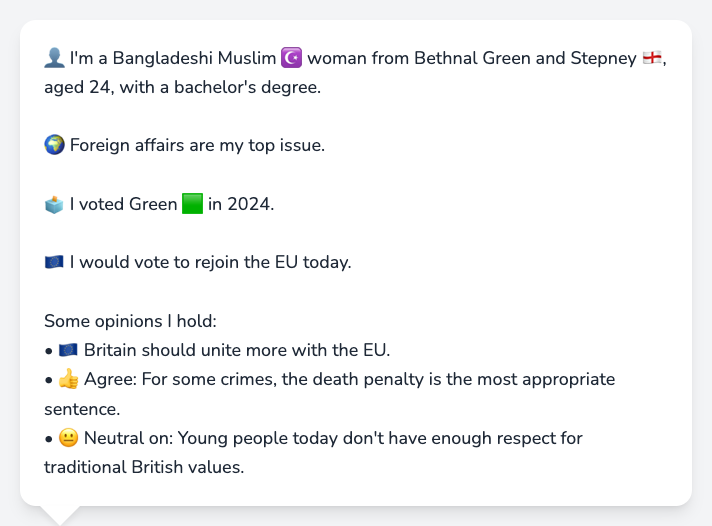 👤 I'm a Bangladeshi Muslim ☪️ woman from Bethnal Green and Stepney 🏴󠁧󠁢󠁥󠁮󠁧󠁿,
aged 24, with a bachelor's degree.
🌍 Foreign affairs are my top issue.
🗳️ I voted Green 🟩 in 2024.
🇪🇺 I would vote to rejoin the EU today.
Some opinions I hold:
• 🇪🇺 Britain should unite more with the EU.
• 👍 Agree: For some crimes, the death penalty is the most appropriate
sentence.
• 😐 Neutral on: Young people today don't have enough respect for
traditional British values.